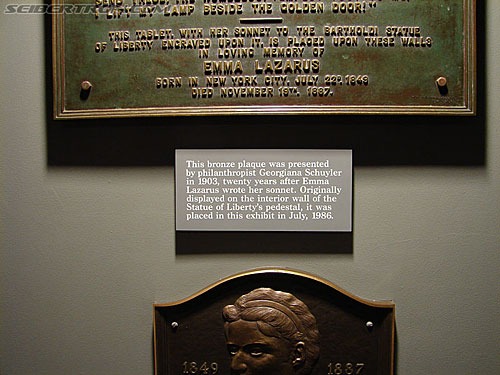 SEIBERTRON.COM
SEND
LAMP BESIDE THE GOLDEN DOOR!"
THIS TABLET, WITH HER SONNET TO THE BARTHOLDI STATUE
OF LIBERTY ENGRAVED UPON IT, IS PLACED UPON THESE WALLS
IN LOVING MEMORY OF
EMMA LAZARUS
BORN IN NEW YORK CITY, JULY 22D, 1849
DIED NOVEMBER 19TH, 1887.
This bronze plaque was presented
by philanthropist Georgiana Schuyler
in 1903, twenty years after Emma
Lazarus wrote her sonnet. Originally
displayed on the interior wall of the
Statue of Liberty's pedestal, it was
placed in this exhibit in July, 1986.
1849 1887